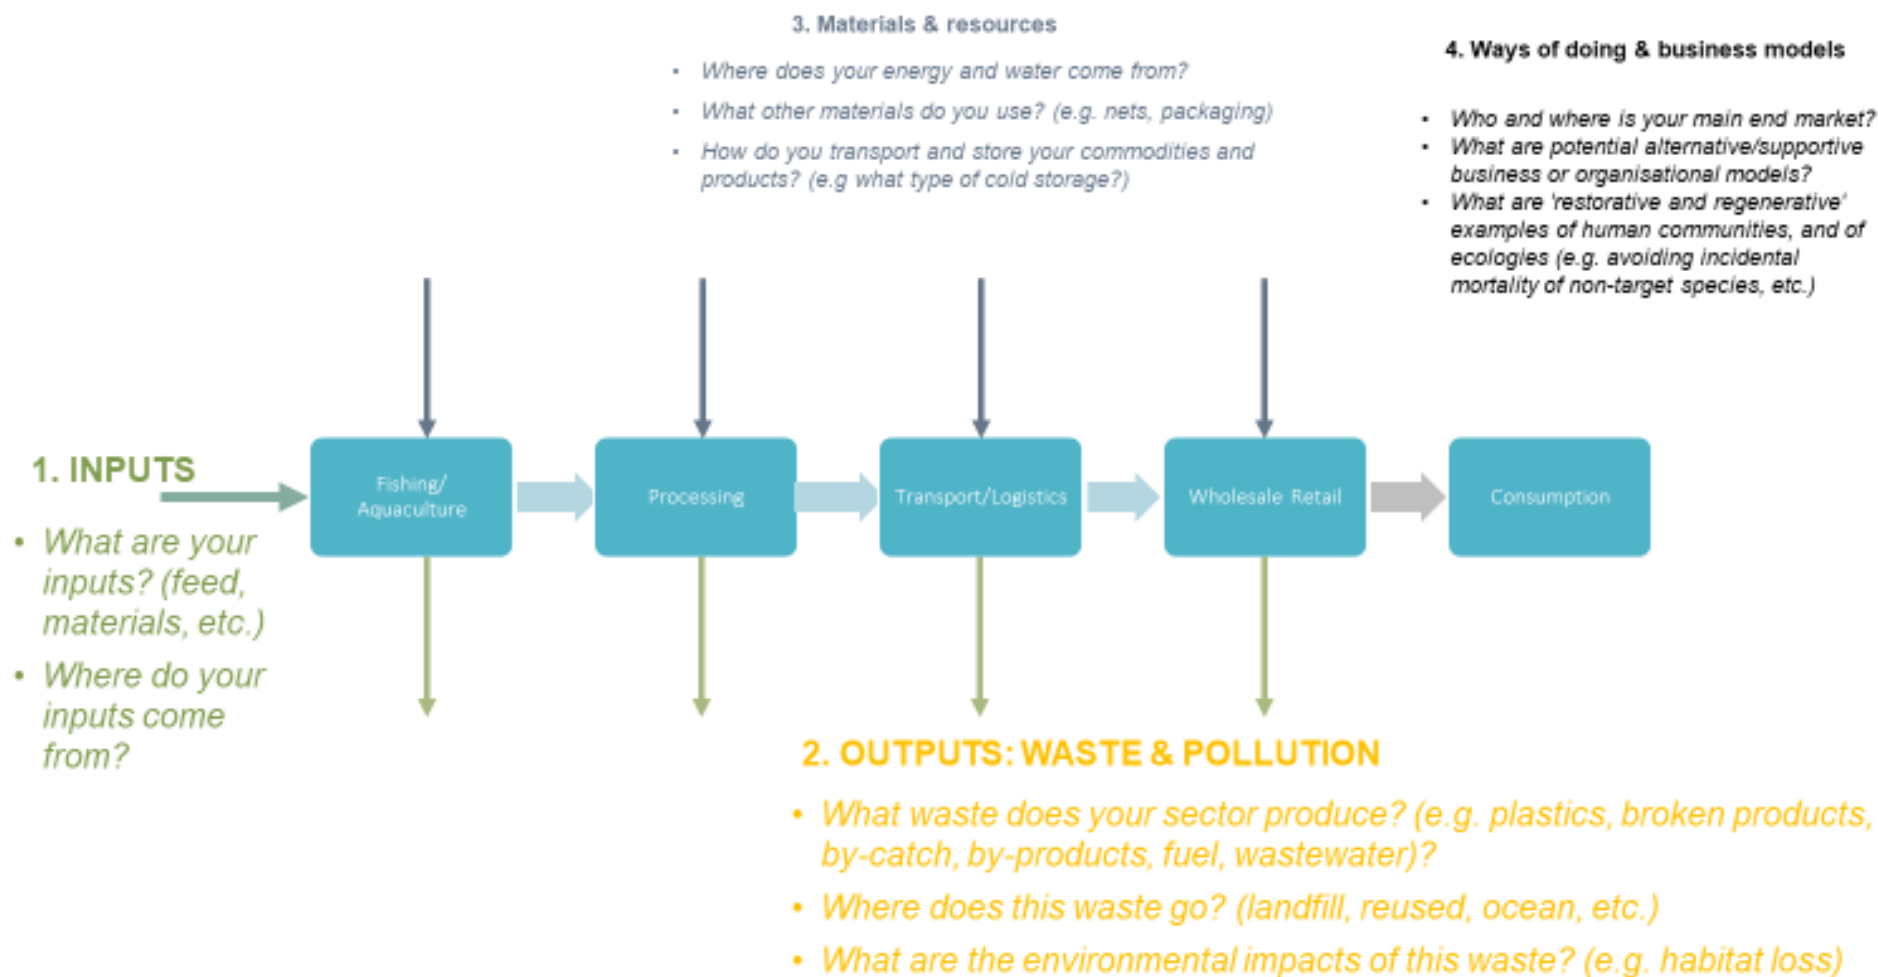 3. Materials & resources
• Where does your energy and water come from?
• What other materials do you use? (e.g. nets, packaging)
• How do you transport and store your commodities and
products? (e.g what type of cold storage?)
4. Ways of doing & business models
• Who and where is your main end market?
• What are potential alternative/supportive
business or organisational models?
• What are 'restorative and regenerative'
examples of human communities, and of
ecologies (e.g. avoiding incidental
mortality of non-target species, etc.)
1. INPUTS
• What are your
inputs? (feed,
materials, etc.)
• Where do your
inputs come
from?
Fishing/
Aquaculture
Processing
Transport/Logistics
Wholesale Retail
Consumption
2. OUTPUTS: WASTE & POLLUTION
• What waste does your sector produce? (e.g. plastics, broken products,
by-catch, by-products, fuel, wastewater)?
• Where does this waste go? (landfill, reused, ocean, etc.)
• What are the environmental impacts of this waste? (e.g. habitat loss)